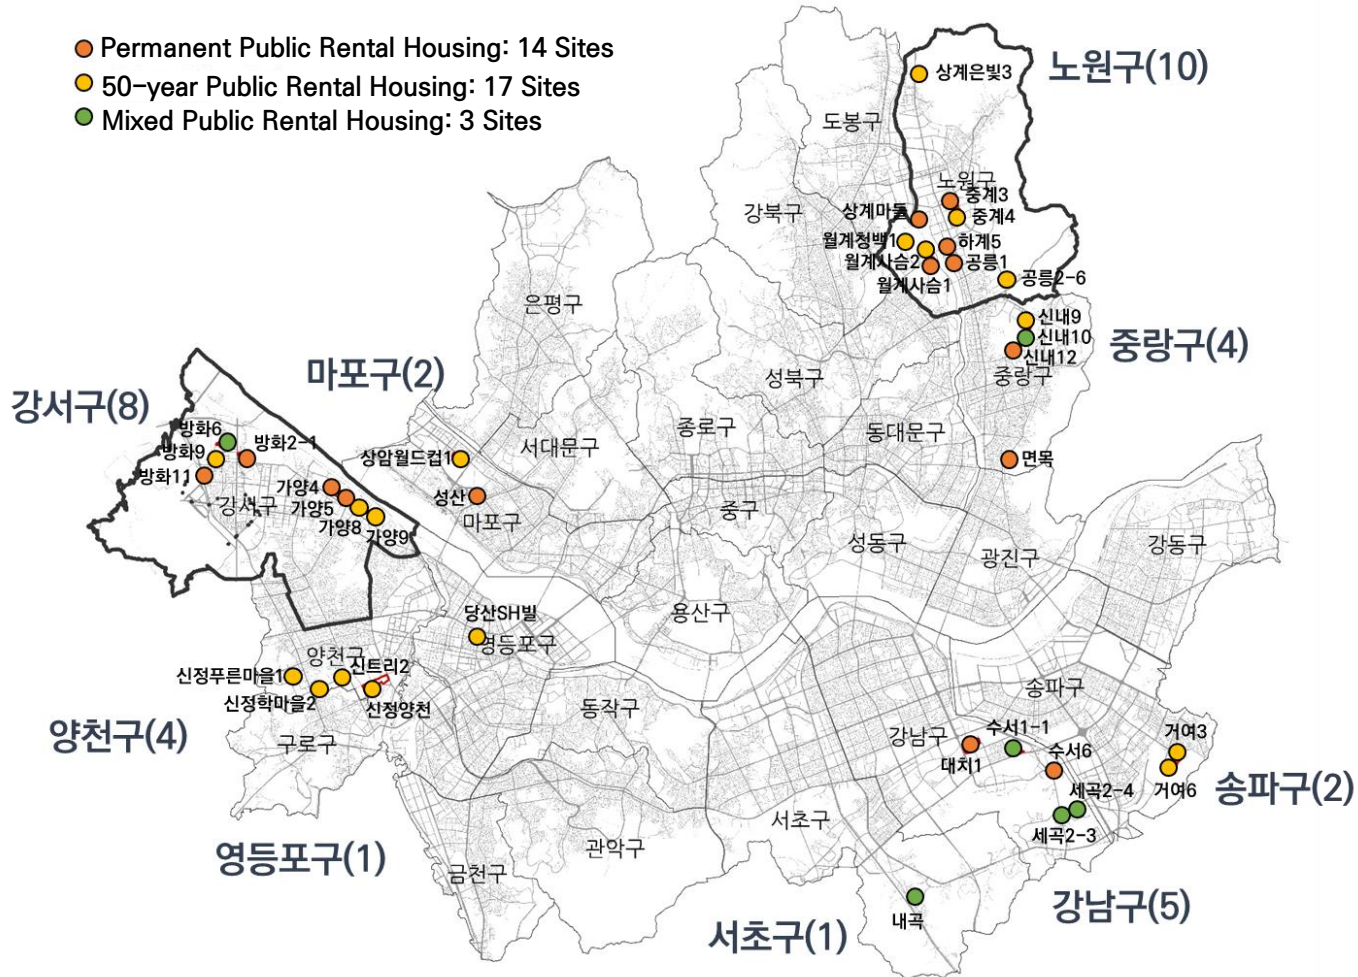 Permanent Public Rental Housing: 14 Sites
50-year Public Rental Housing: 17 Sites
Mixed Public Rental Housing: 3 Sites
노원구(10)
상계은빛3
도봉구
노원구
중계3
강북구
상계마들
중계4
월계청백1
하계5
월계사슴2
공릉1
월계사슴1
공릉2-6
은평구
신내9
신내10
신내12
중랑구(4)
중랑구
마포구(2)
성북구
강서구(8)
방화6
방화2-1
방화9
방화11
서대문구
종로구
동대문구
상암월드컵1
면목
가양4
성산
강서구
가양5
마포구
중구
가양8
가양9
성동구
광진구
강동구
당산SH빌
용산구
영등포구
양천구
신트리2
신정푸른마을1
신정학마을2
신정양천
송파구
양천구(4)
구로구
동작구
강남구
수서1-1
거여3
대치1
수서6
세곡2-4
거여6
송파구(2)
서초구
세곡2-3
영등포구(1)
관악구
금천구
강남구(5)
내곡
서초구(1)